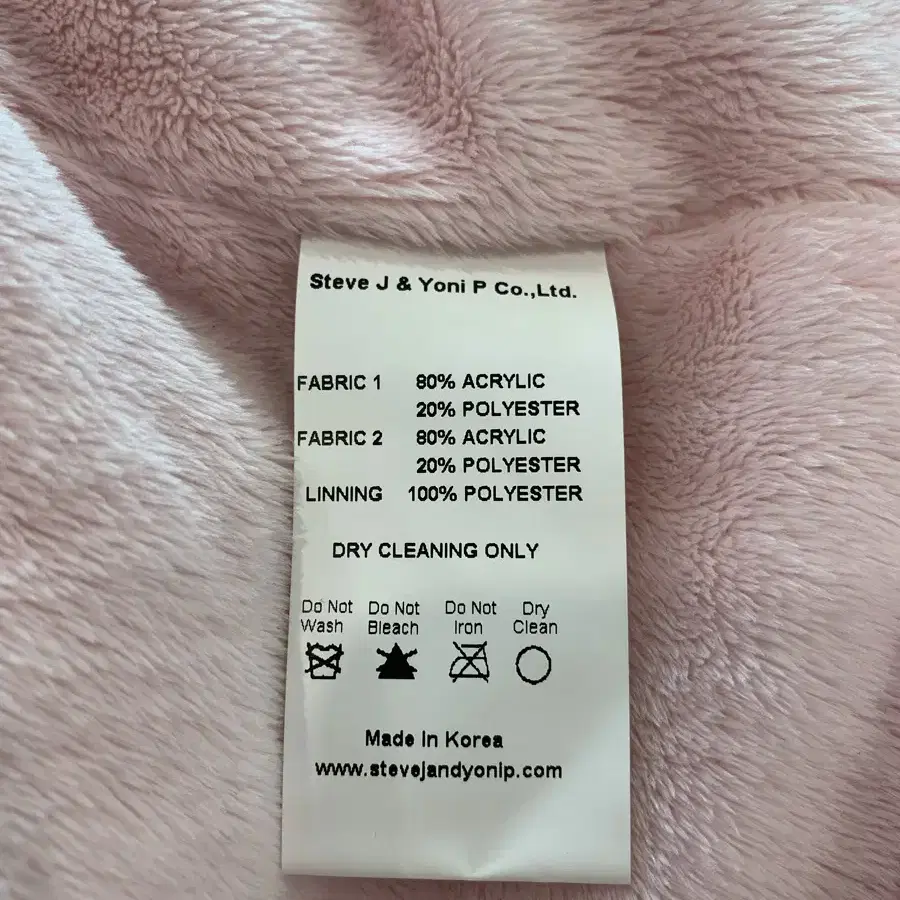 Steve J & Yoni P Co.,Ltd.
FABRIC 1 80% ACRYLIC
20% POLYESTER
FABRIC 2 80% ACRYLIC
20% POLYESTER
LINNING 100% POLYESTER
DRY CLEANING ONLY
Do Not Wash
Do Not Bleach
Do Not Iron
Dry Clean
Made In Korea
www.stevejandyonip.com